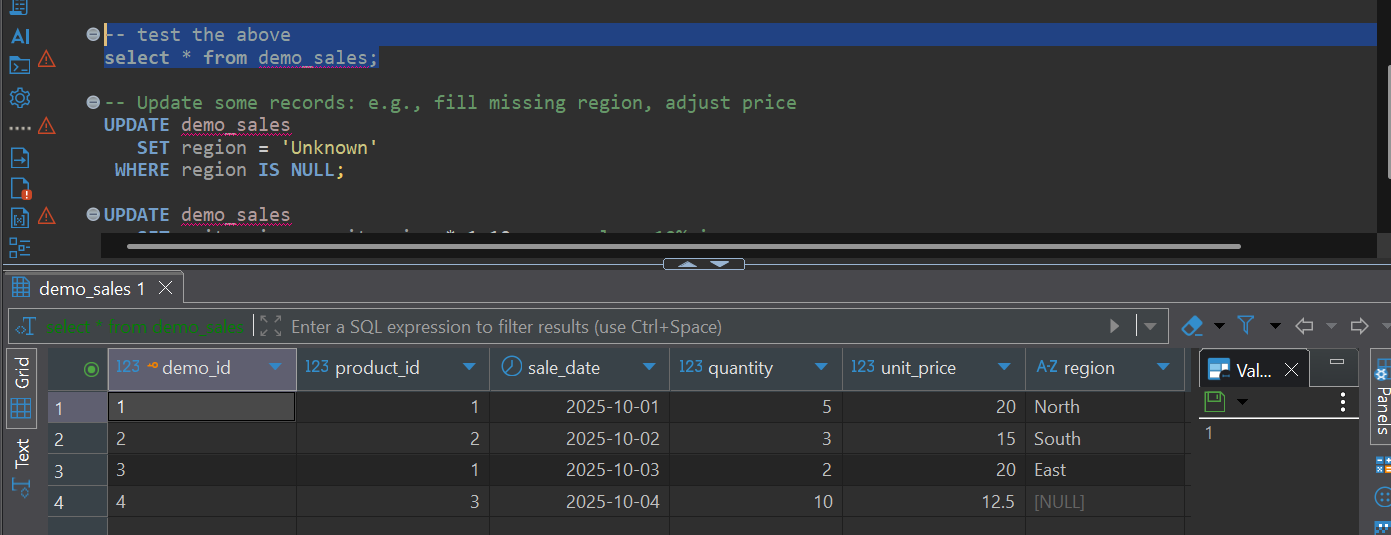 -- test the above
select * from demo_sales;
-- Update some records: e.g., fill missing region, adjust price
UPDATE demo_sales
SET region = 'Unknown'
WHERE region IS NULL;
UPDATE demo_sales
demo_sales 1
select * from demo_sales Enter a SQL expression to filter results (use Ctrl+Space)
Grid
Text
123 demo_id 123 product_id sale_date 123 quantity 123 unit_price A-Z region
1 1 1 2025-10-01 5 20 North
2 2 2 2025-10-02 3 15 South
3 3 1 2025-10-03 2 20 East
4 4 3 2025-10-04 10 12.5 [NULL]
Val...
1
Panels
AI